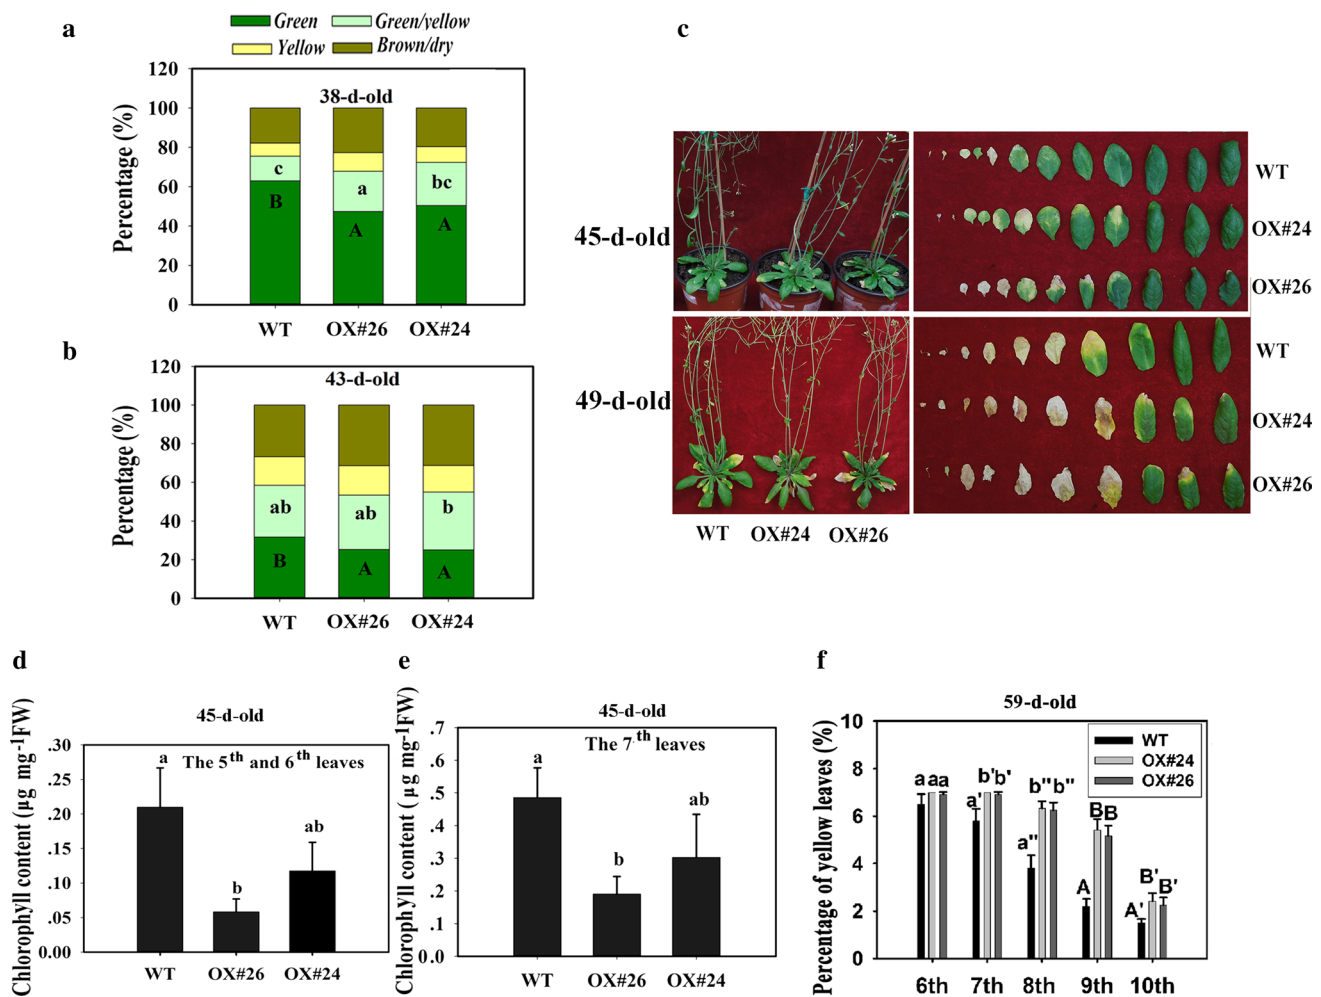 a
Green
Green/yellow
Yellow
Brown/dry
Percentage (%)
120
100
80
60
40
20
0
38-d-old
c
B
a
A
bc
A
WT
OX#26
OX#24
b
Percentage (%)
120
100
80
60
40
20
0
43-d-old
ab
B
ab
A
b
A
WT
OX#26
OX#24
c
45-d-old
WT
OX#24
OX#26
49-d-old
WT
OX#24
OX#26
WT
OX#24
OX#26
d
Chlorophyll content (µg mg-1FW)
45-d-old
.30
.25
.20
.15
.10
.05
0.00
The 5th and 6th leaves
a
b
ab
WT
OX#26
OX#24
e
Chlorophyll content ( µg mg-1FW)
45-d-old
.7
.6
.5
.4
.3
.2
.1
0.0
The 7th leaves
a
b
ab
WT
OX#26
OX#24
f
59-d-old
Percentage of yellow leaves (%)
10
8
6
4
2
0
WT
OX#24
OX#26
a aa
a' b'b'
a'' b''b''
A B B
A' B' B'
6th 7th 8th 9th 10th